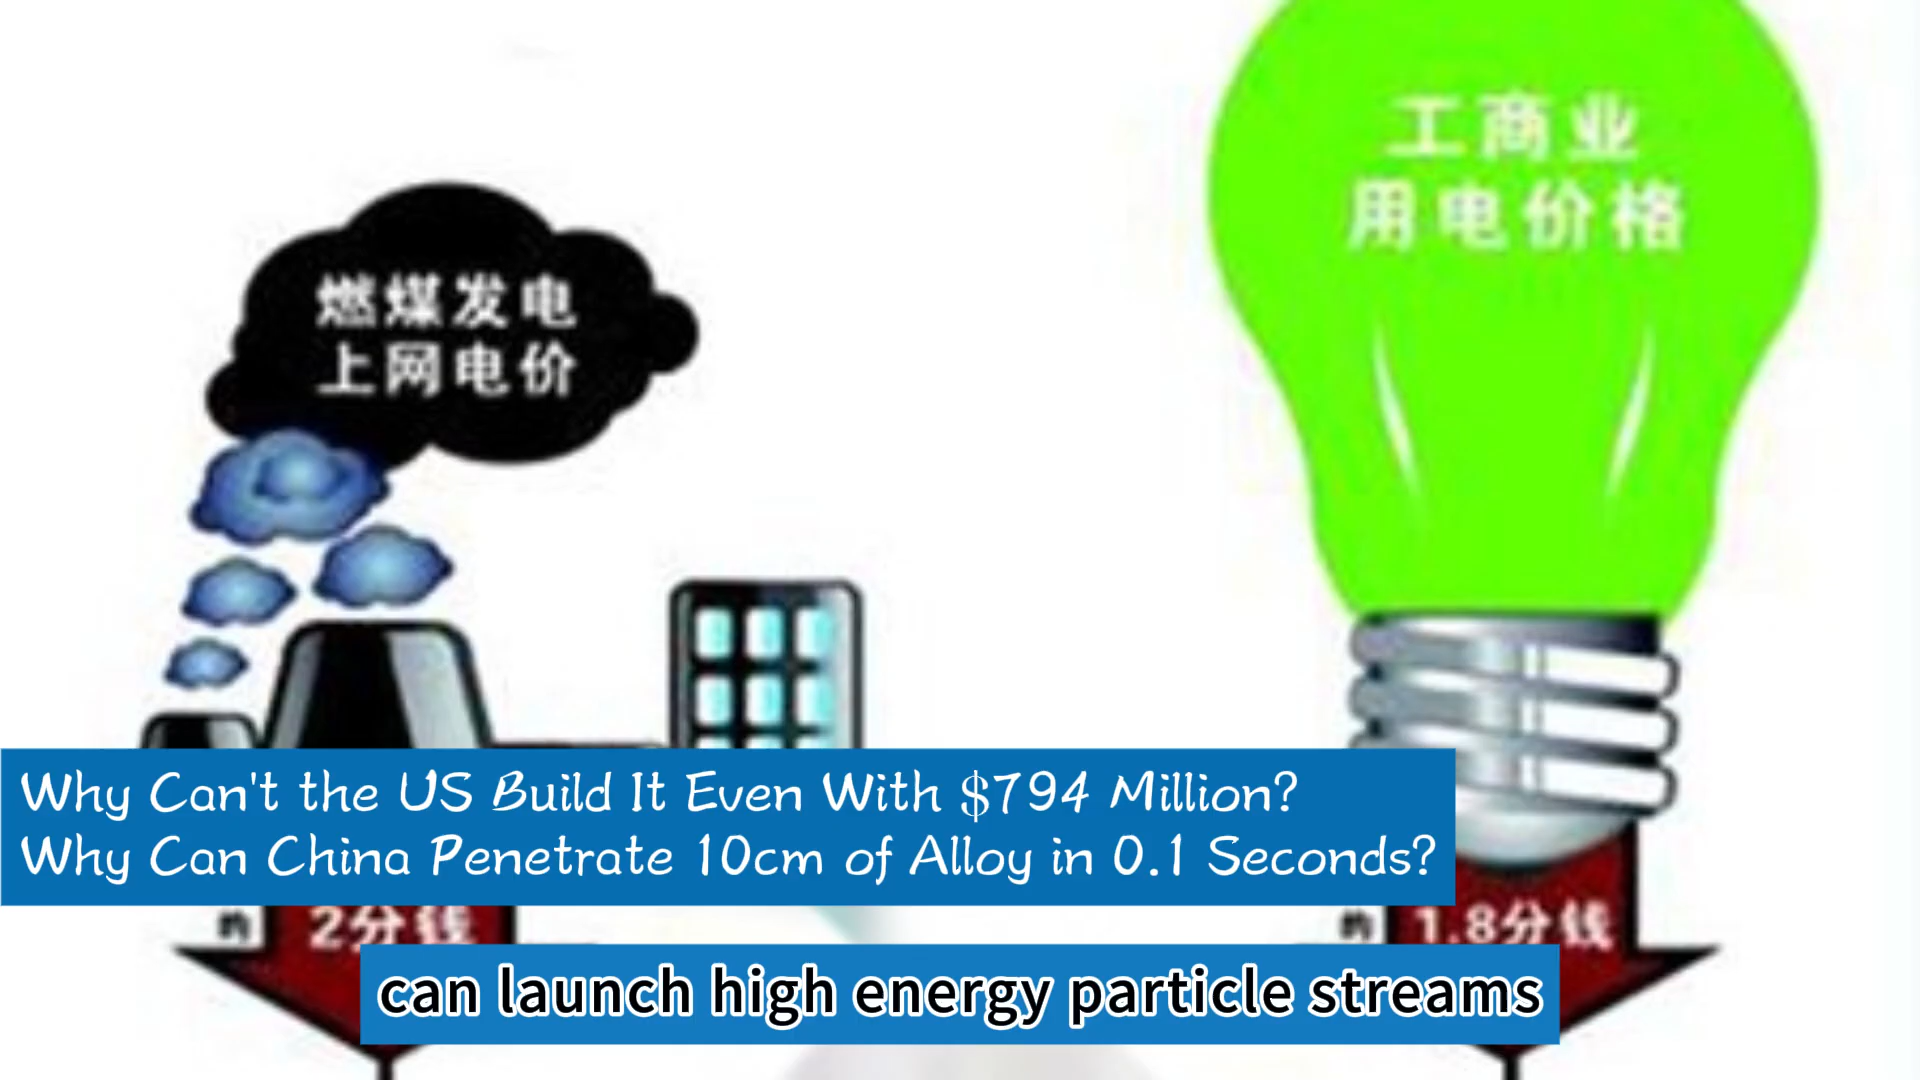 工商业
用电价格
燃煤发电
上网电价
Why Can't the US Build It Even With $794 Million?
Why Can China Penetrate 10cm of Alloy in 0.1 Seconds?
约 2分钱
约 1.8分钱
can launch high energy particle streams